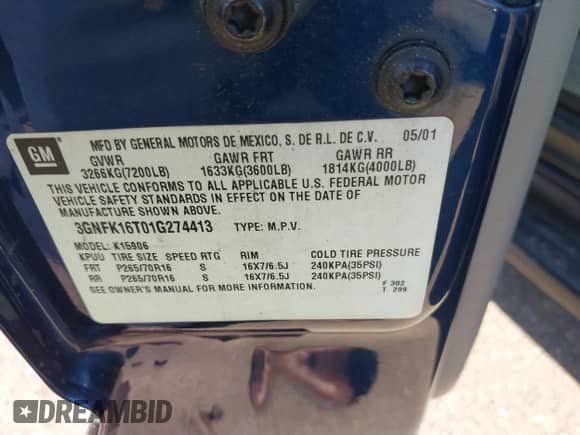 GM
MFD BY GENERAL MOTORS DE MEXICO, S. DE R.L. DE C.V. 05/01
GVWR GAWR FRT GAWR RR
3266KG(7200LB) 1633KG(3600LB) 1814KG(4000LB)
THIS VEHICLE CONFORMS TO ALL APPLICABLE U.S. FEDERAL MOTOR
VEHICLE SAFETY STANDARDS IN EFFECT ON THE DATE OF
MANUFACTURE SHOWN ABOVE.
3GNFK16T01G274413 TYPE: M.P.V.
MODEL: K15906
KPUU TIRE SIZE SPEED RTG RIM COLD TIRE PRESSURE
FRT P265/70R16 S 16X7/6.5J 240KPA(35PSI)
RR P265/70R16 S 16X7/6.5J 240KPA(35PSI)
SEE OWNER'S MANUAL FOR MORE INFORMATION.
F 302
T 299
DREAMBID